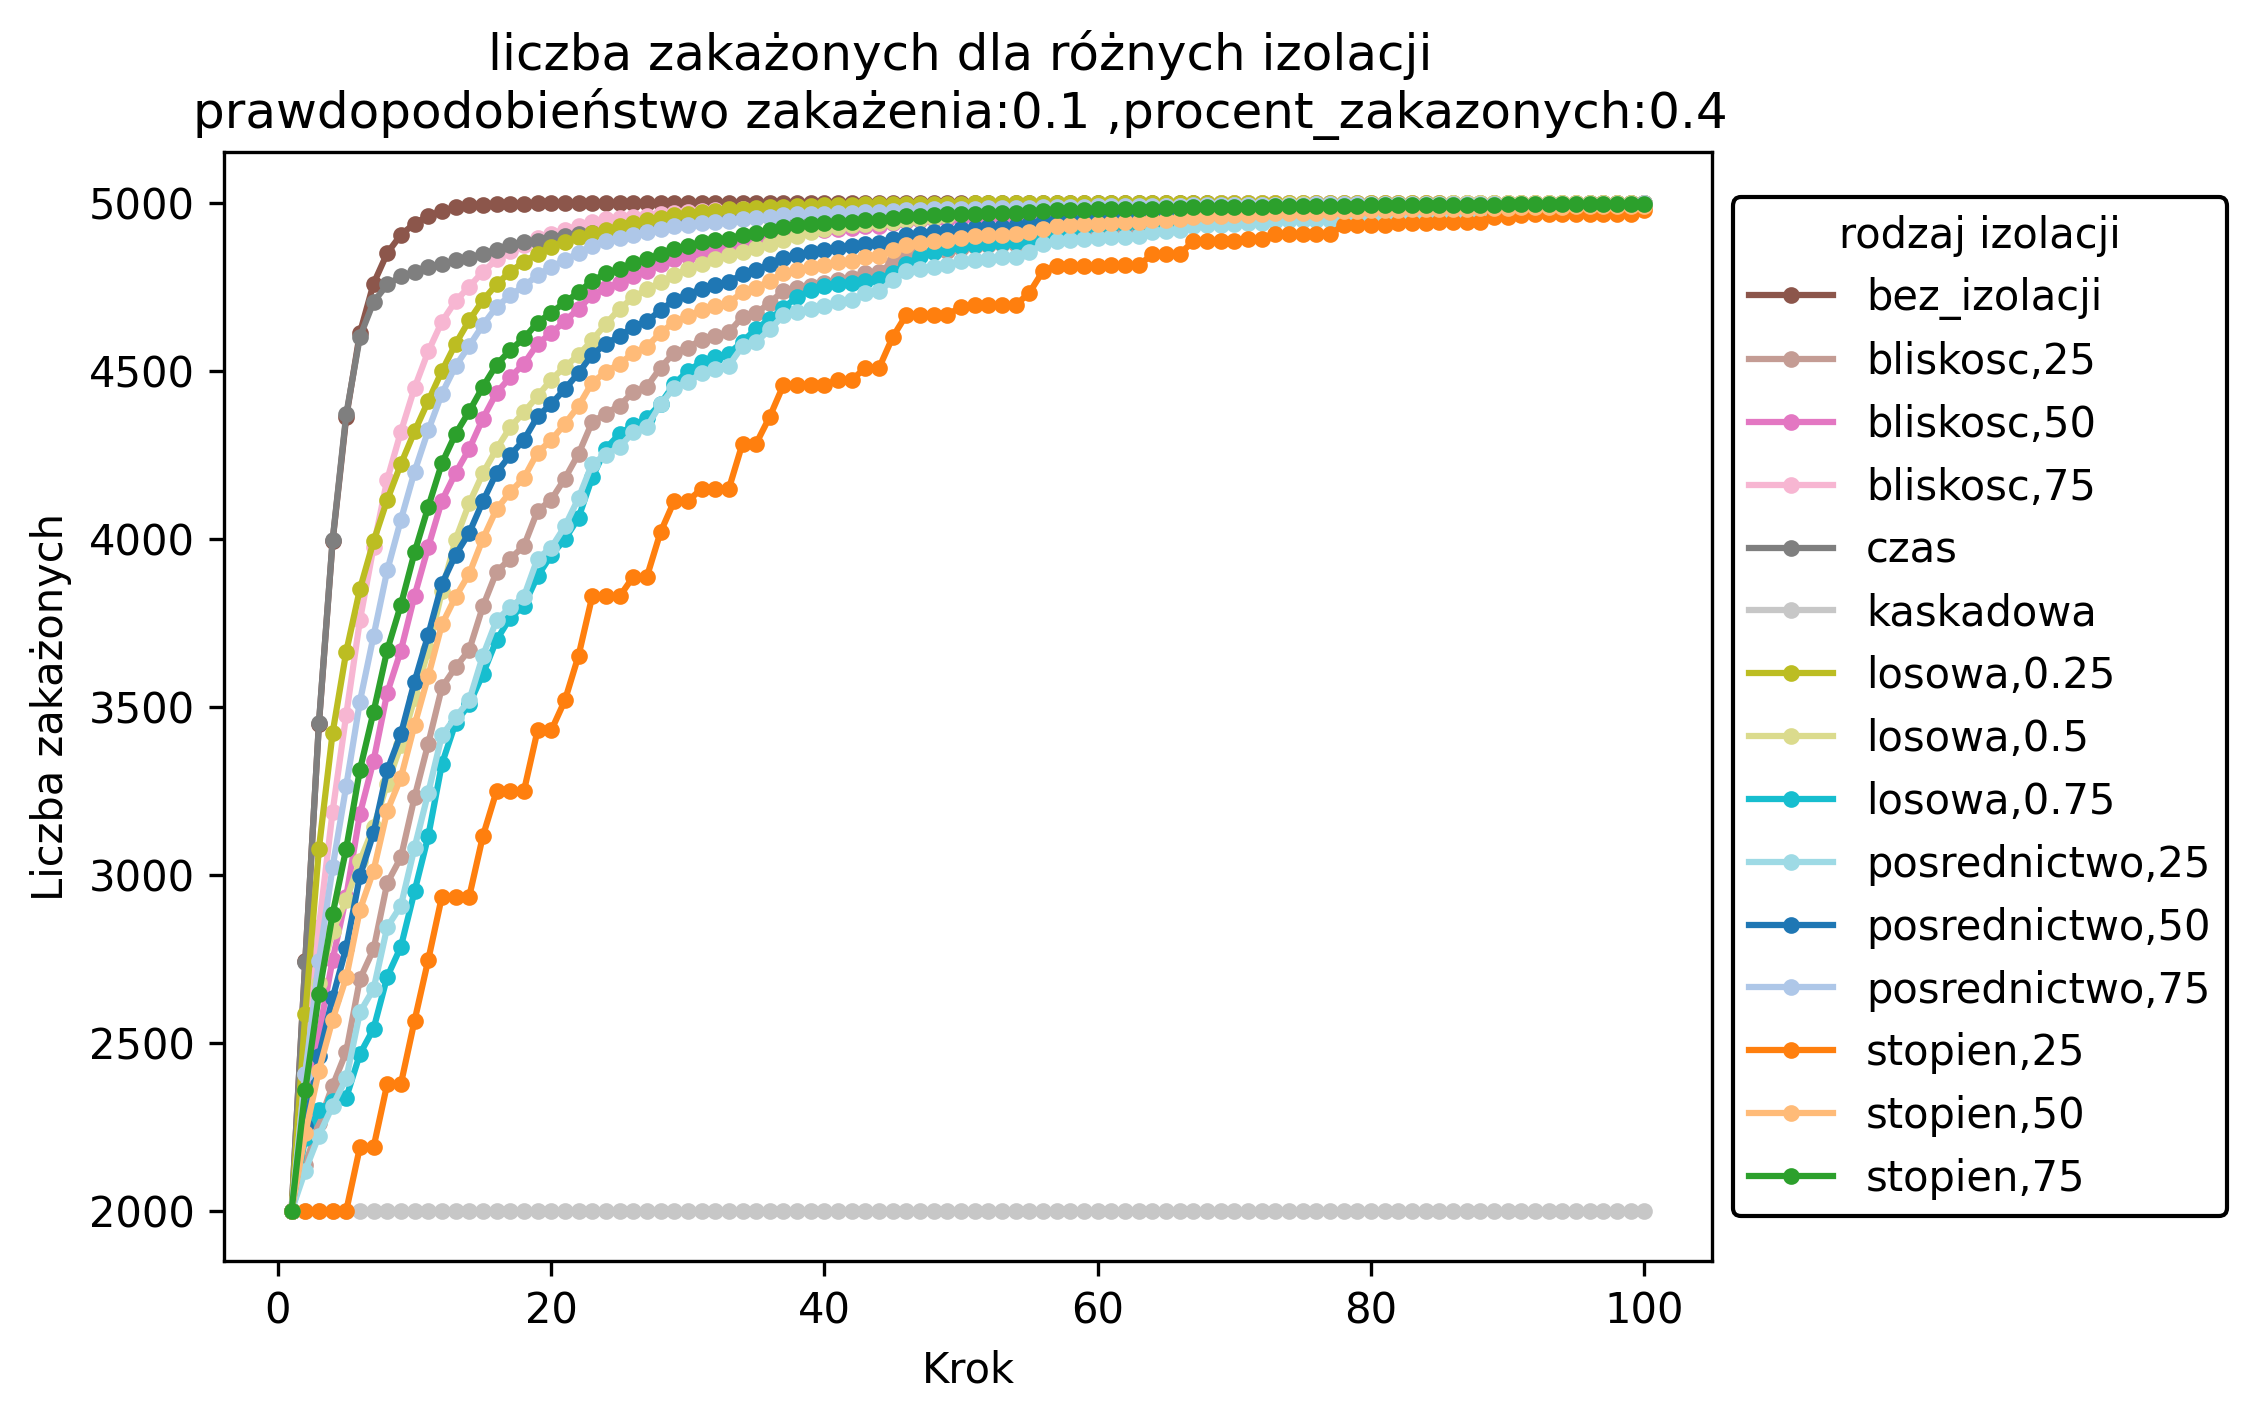 liczba zakażonych dla różnych izolacji
prawdopodobieństwo zakażenia:0.1 ,procent_zakazonych:0.4
Liczba zakażonych
5000
4500
4000
3500
3000
2500
2000
0
20
40
60
80
100
Krok
rodzaj izolacji
bez_izolacji
bliskosc,25
bliskosc,50
bliskosc,75
czas
kaskadowa
losowa,0.25
losowa,0.5
losowa,0.75
posrednictwo,25
posrednictwo,50
posrednictwo,75
stopien,25
stopien,50
stopien,75